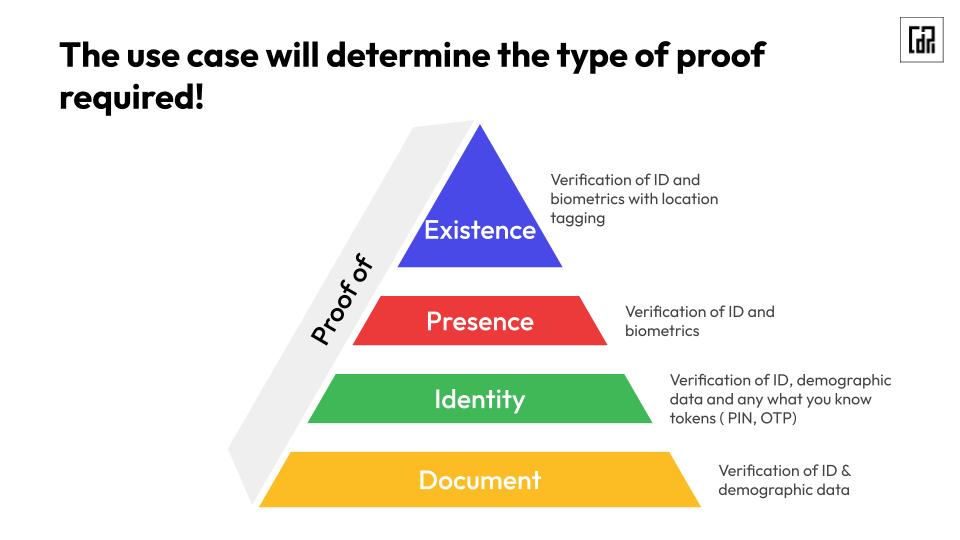 The use case will determine the type of proof
required!
Proof of
Existence
Verification of ID and
biometrics with location
tagging
Presence
Verification of ID and
biometrics
Identity
Verification of ID, demographic
data and any what you know
tokens ( PIN, OTP)
Document
Verification of ID &
demographic data